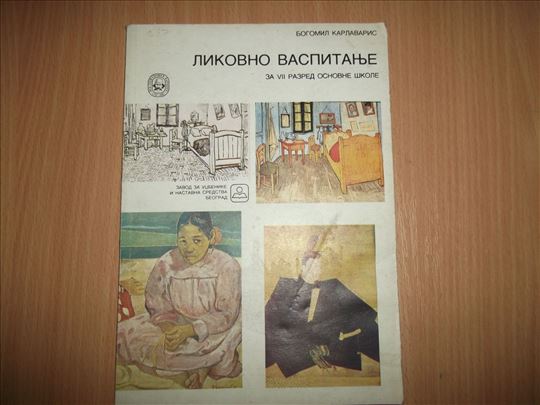 БОГОМИЛ КАРЛАВАРИС
ЛИКОВНО ВАСПИТАЊЕ
ЗА VII РАЗРЕД ОСНОВНЕ ШКОЛЕ
ЗАВОД ЗА УЏБЕНИКЕ
И НАСТАВНА СРЕДСТВА
БЕОГРАД